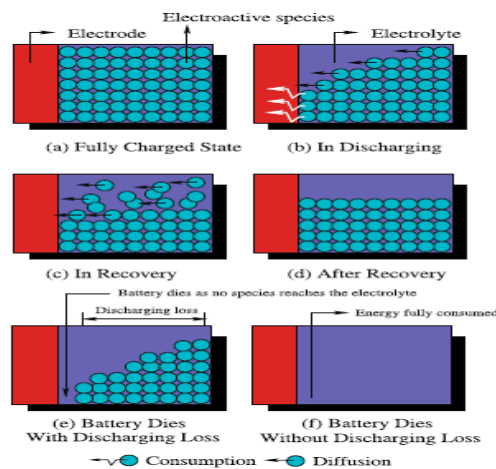 Electroactive species
Electrode
Electrolyte
(a) Fully Charged State
(b) In Discharging
(c) In Recovery
(d) After Recovery
Battery dies as no species reaches the electrolyte
Discharging loss
Energy fully consumed
(e) Battery Dies
With Discharging Loss
(f) Battery Dies
Without Discharging Loss
Consumption
Diffusion